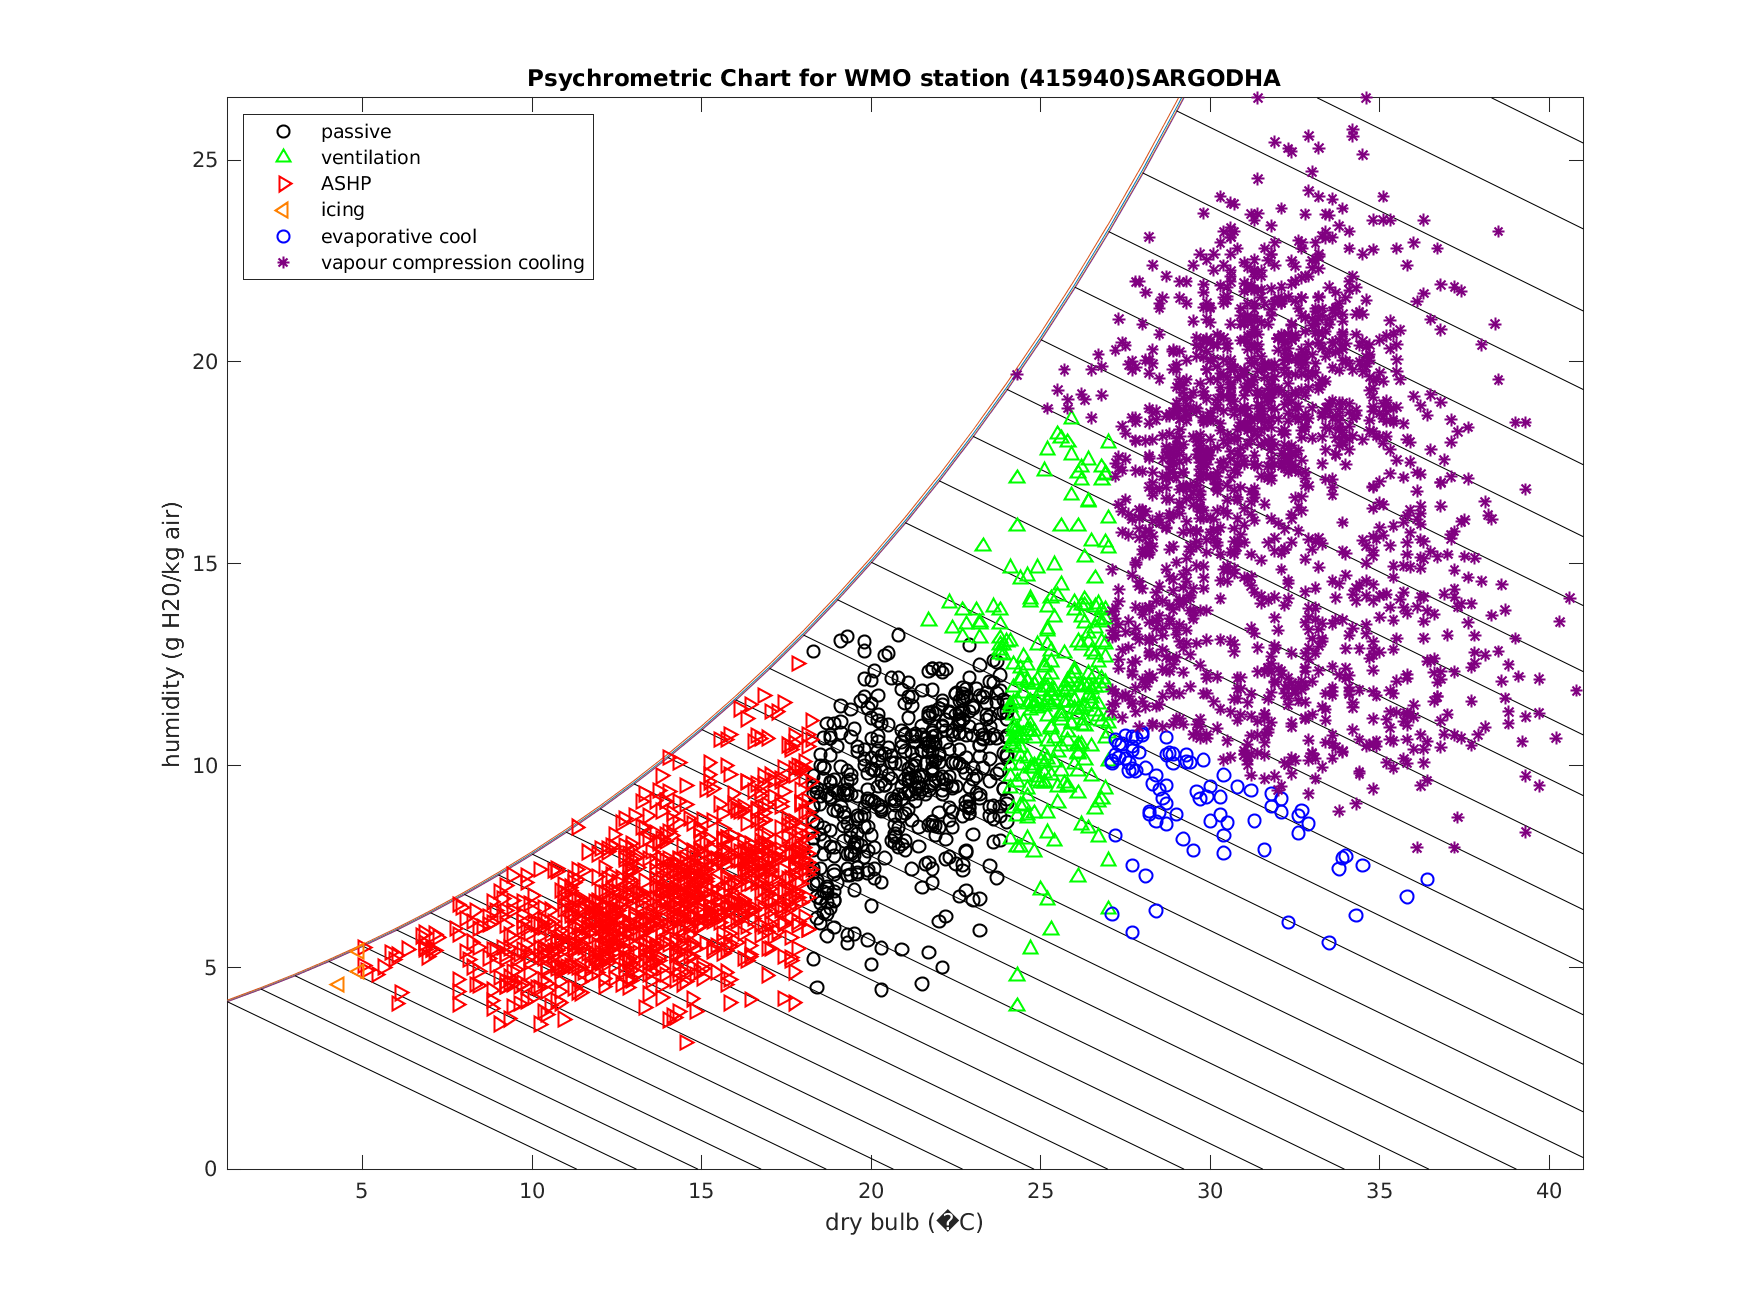 Psychrometric Chart for WMO station (415940)SARGODHA
passive
ventilation
ASHP
icing
evaporative cool
vapour compression cooling
humidity (g H20/kg air)
25
20
15
10
5
0
5 10 15 20 25 30 35 40
dry bulb (�C)